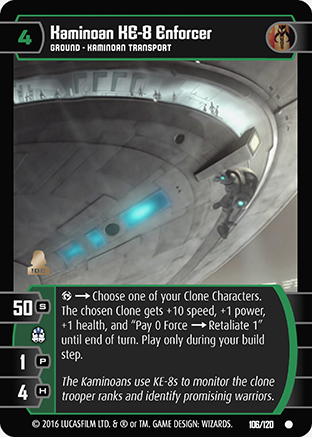 4 Kaminoan KE-8 Enforcer
GROUND - KAMINOAN TRANSPORT
50 S
P 1
H 4
→ Choose one of your Clone Characters.
The chosen Clone gets +10 speed, +1 power,
+1 health, and “Pay 0 Force → Retaliate 1”
until end of turn. Play only during your build
step.
The Kaminoans use KE-8s to monitor the clone
trooper ranks and identify promising warriors.
© 2016 LUCASFILM LTD. & ® or TM. GAME DESIGN: WIZARDS. 106/120